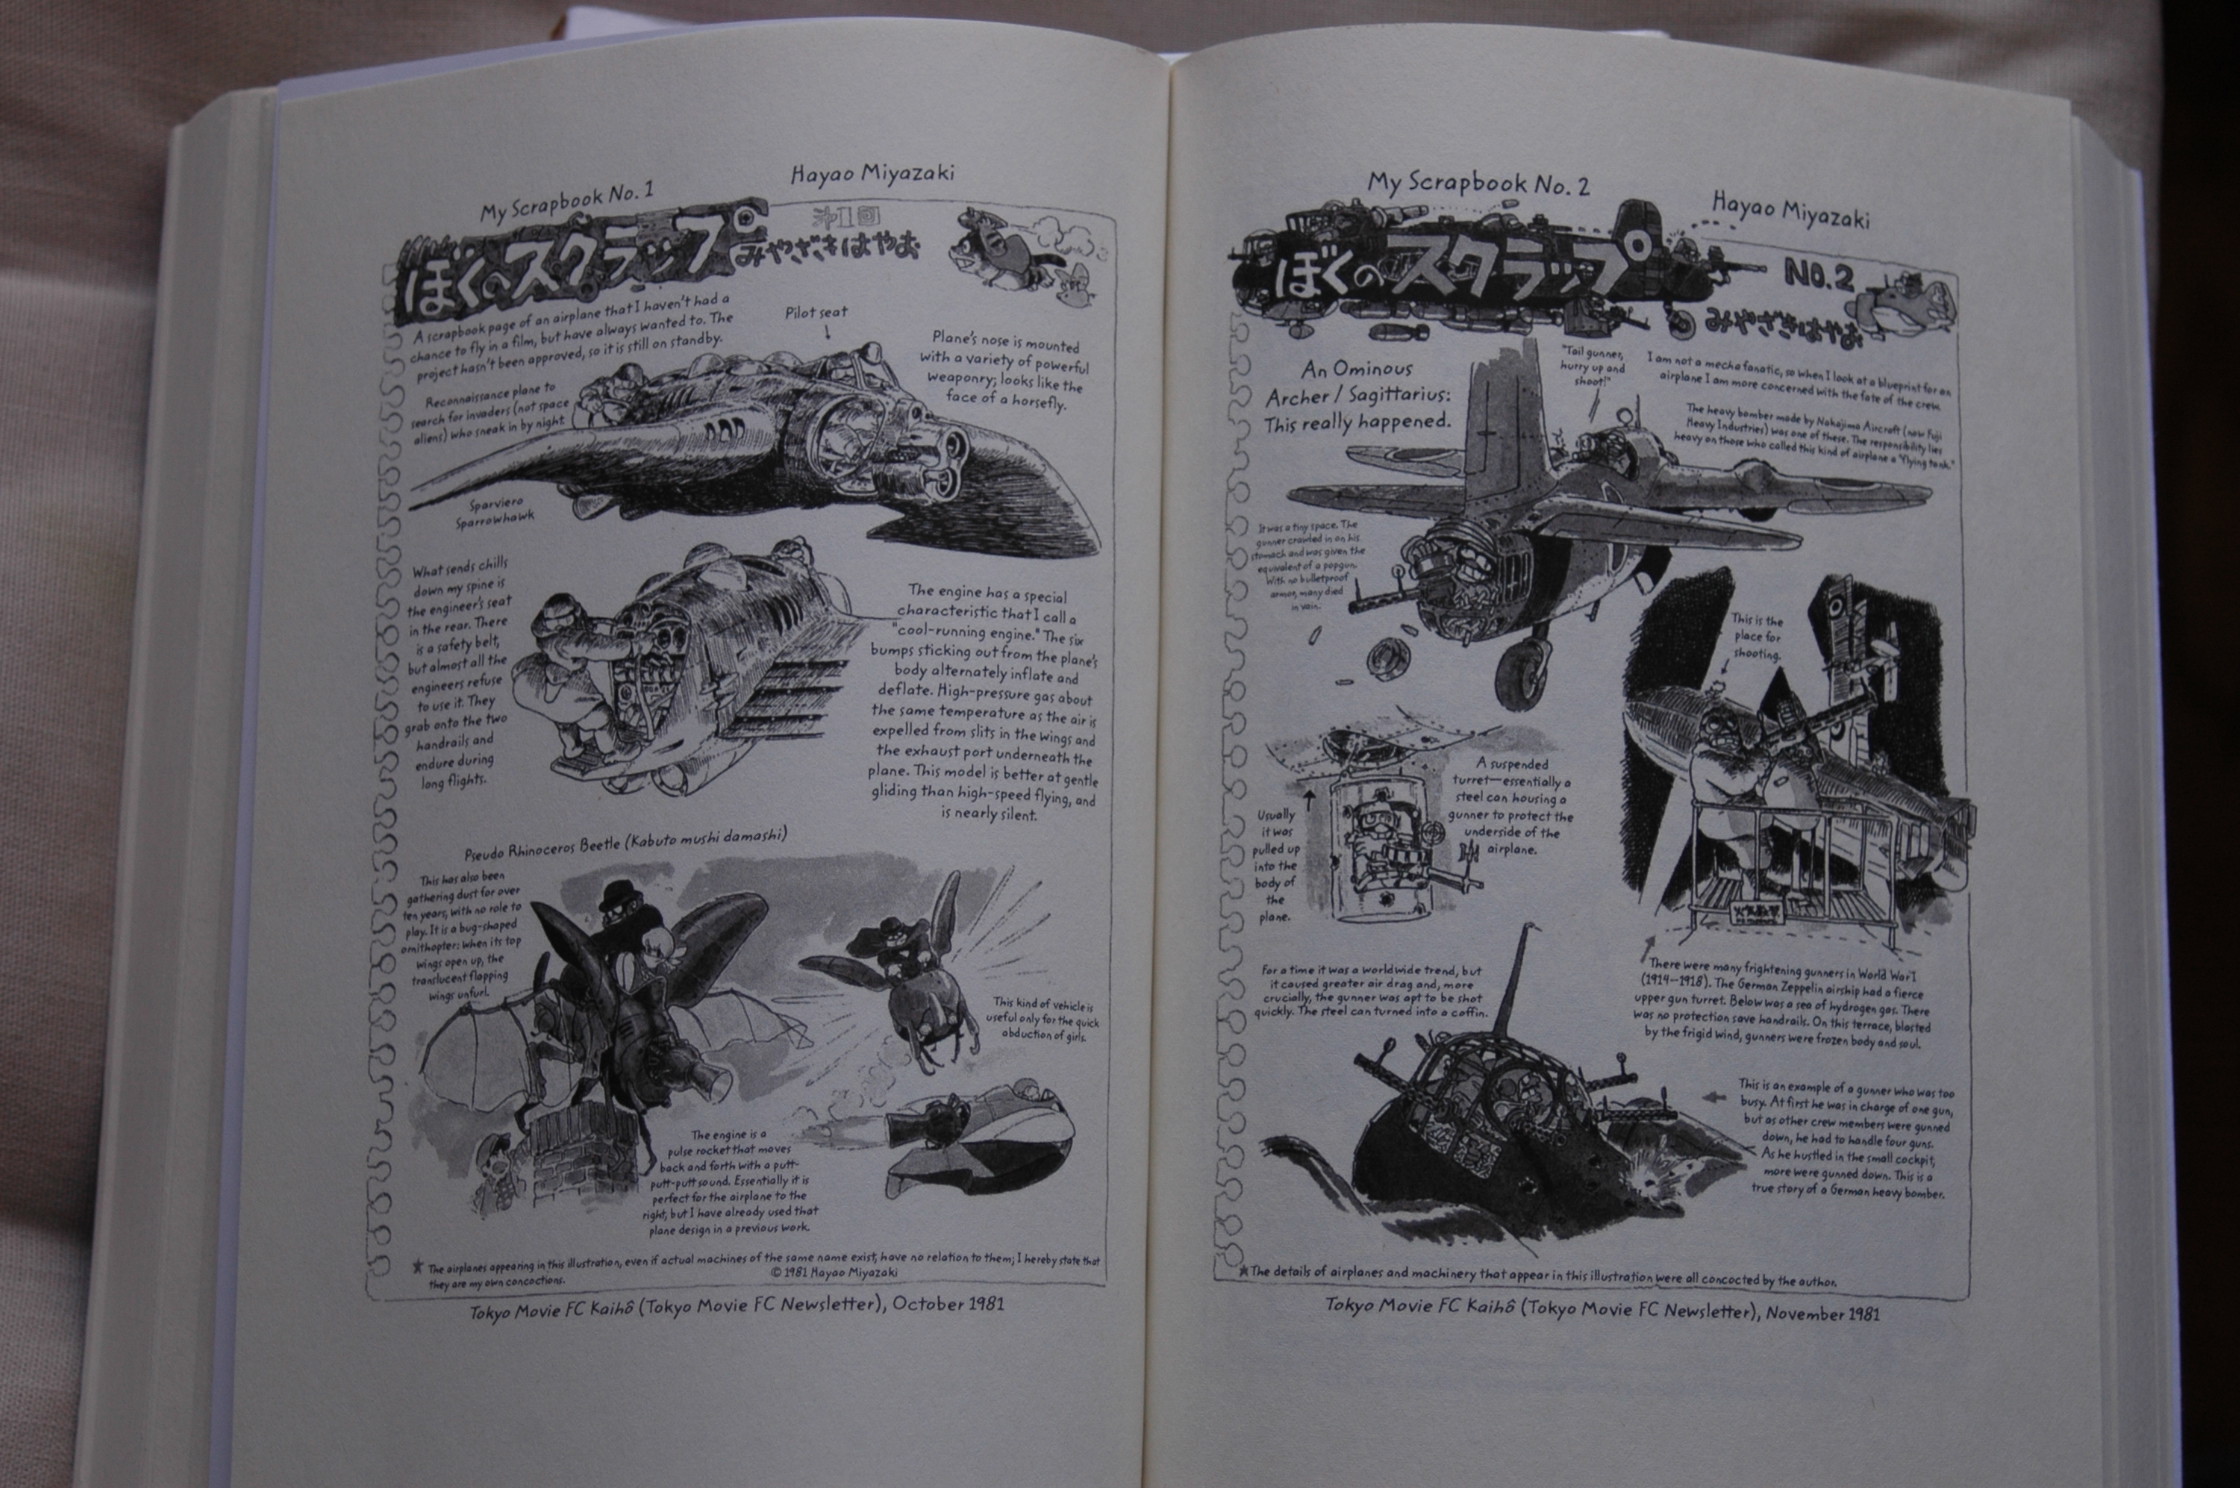 My Scrapbook No. 1
Hayao Miyazaki
ぼくのスクラップ
みやざきはやお
A scrapbook page of an airplane that I haven't had a
chance to fly in a film, but have always wanted to. The
project hasn't been approved, so it is still on standby.
Pilot seat
Plane's nose is mounted
with a variety of powerful
weaponry; looks like the
face of a horsefly.
Reconnaissance plane to
search for invaders (not space
aliens) who sneak in by night.
Sparviero
Sparrowhawk
What sends chills
down my spine is
the engineer's seat
in the rear. There
is a safety belt,
but almost all the
engineers refuse
to use it. They
grab onto the two
handrails and
endure during
long flights.
The engine has a special
characteristic that I call a
"cool-running engine." The six
bumps sticking out from the plane's
body alternately inflate and
deflate. High-pressure gas about
the same temperature as the air is
expelled from slits in the wings and
the exhaust port underneath the
plane. This model is better at gentle
gliding than high-speed flying, and
is nearly silent.
Pseudo Rhinoceros Beetle (Kabuto mushi damashi)
This has also been
gathering dust for over
ten years, with no role to
play. It is a bug-shaped
ornithopter: when its top
wings open up, the
translucent flapping
wings unfurl.
This kind of vehicle is
useful only for the quick
abduction of girls.
The engine is a
pulse rocket that moves
back and forth with a putt-
putt-putt sound. Essentially it is
perfect for the airplane to the
right, but I have already used that
plane design in a previous work.
★ The airplanes appearing in this illustration, even if actual machines of the same name exist, have no relation to them; I hereby state that
they are my own concoctions.
© 1981 Hayao Miyazaki
Tokyo Movie FC Kaihô (Tokyo Movie FC Newsletter), October 1981
My Scrapbook No. 2
Hayao Miyazaki
ぼくのスクラップ
No.2
みやざきはやお
An Ominous
Archer / Sagittarius:
This really happened.
"Tail gunner,
hurry up and
shoot!"
I am not a mecha fanatic, so when I look at a blueprint for an
airplane I am more concerned with the fate of the crew.
The heavy bomber made by Nakajima Aircraft (now Fuji
Heavy Industries) was one of these. The responsibility lies
heavy on those who called this kind of airplane a "flying tank."
It was a tiny space. The
gunner crawled in on his
stomach and was given the
equivalent of a popgun.
With no bulletproof
armor, many died
in vain.
This is the
place for
shooting.
A suspended
turret—essentially a
steel can housing a
gunner to protect the
underside of the
airplane.
Usually
it was
pulled up
into the
body of
the
plane.
For a time it was a worldwide trend, but
it caused greater air drag and, more
crucially, the gunner was apt to be shot
quickly. The steel can turned into a coffin.
There were many frightening gunners in World War I
(1914—1918). The German Zeppelin airship had a fierce
upper gun turret. Below was a sea of hydrogen gas. There
was no protection save handrails. On this terrace, blasted
by the frigid wind, gunners were frozen body and soul.
This is an example of a gunner who was too
busy. At first he was in charge of one gun,
but as other crew members were gunned
down, he had to handle four guns.
As he hustled in the small cockpit,
more were gunned down. This is a
true story of a German heavy bomber.
★The details of airplanes and machinery that appear in this illustration were all concocted by the author.
Tokyo Movie FC Kaihô (Tokyo Movie FC Newsletter), November 1981